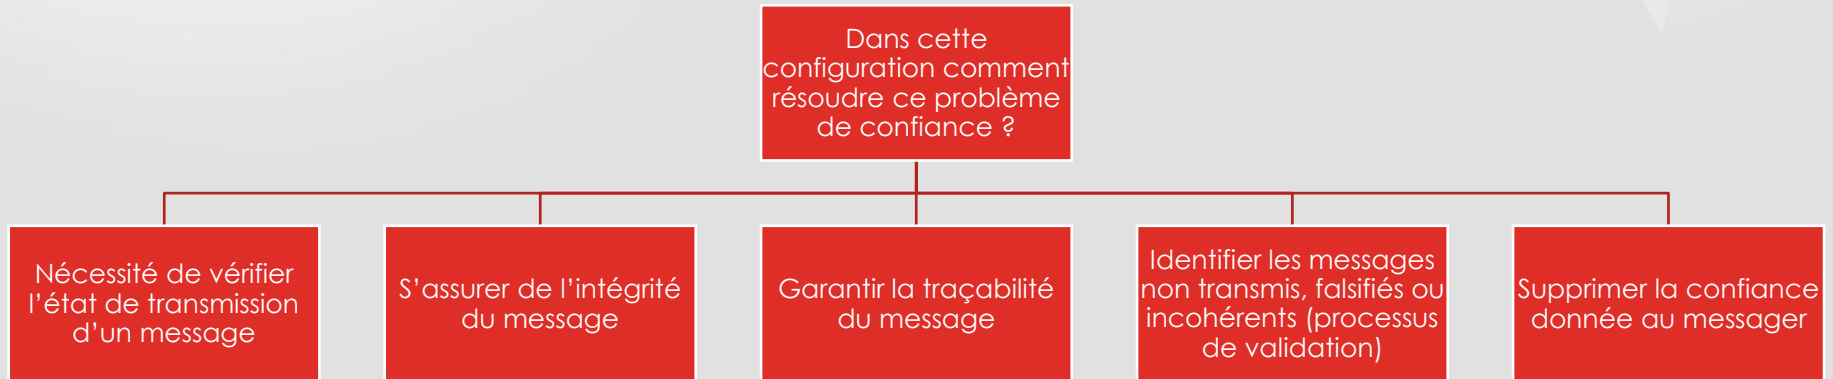 Dans cette
configuration comment
résoudre ce problème
de confiance ?
Nécessité de vérifier
l'état de transmission
d'un message
S'assurer de l'intégrité
du message
Garantir la traçabilité
du message
Identifier les messages
non transmis, falsifiés ou
incohérents (processus
de validation)
Supprimer la confiance
donnée au messager